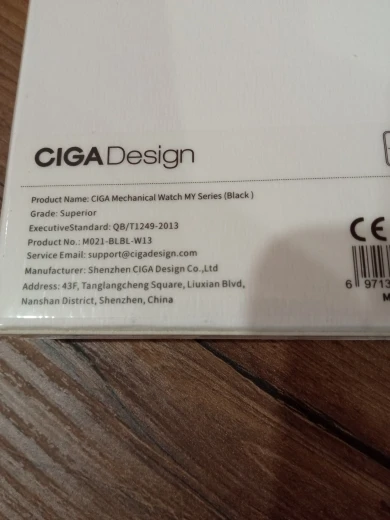 CIGA Design
Product Name: CIGA Mechanical Watch MY Series (Black )
Grade: Superior
ExecutiveStandard: QB/T1249-2013
Product No.: M021-BLBL-W13
Service Email: support@cigadesign.com
Manufacturer: Shenzhen CIGA Design Co.,Ltd
Address: 43F, Tanglangcheng Square, Liuxian Blvd,
Nanshan District, Shenzhen, China
CE
6 9713
M